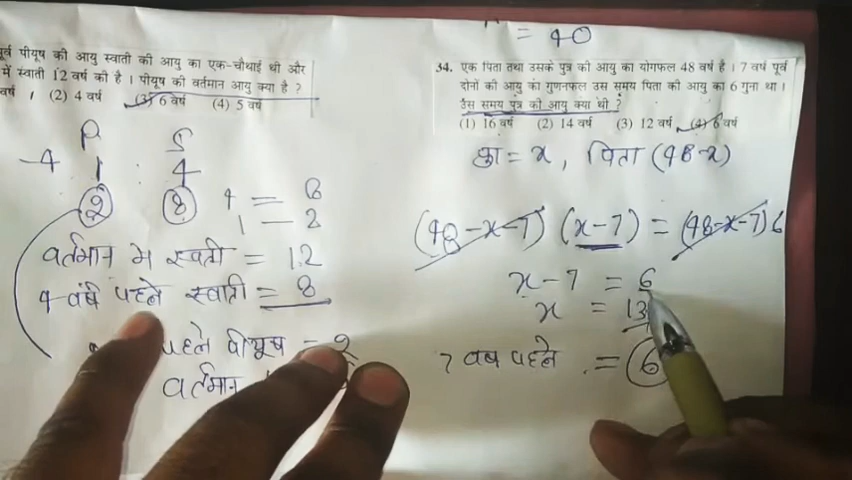 = 40
पूर्व पीयूष की आयु स्वाती की आयु का एक-चौथाई थी और
में स्वाती 12 वर्ष की है । पीयूष की वर्तमान आयु क्या है ?
वर्ष (2) 4 वर्ष (3) 6 वर्ष (4) 5 वर्ष
P S
-4 1 : 4
2 8 4 = 8
1 — 2
वर्तमान मे स्वाती = 12
4 वर्ष पहले स्वाती = 8
पहले पीयूष = 2
वर्तमान
34. एक पिता तथा उसके पुत्र की आयु का योगफल 48 वर्ष है । 7 वर्ष पूर्व
दोनों की आयु का गुणनफल उस समय पिता की आयु का 6 गुना था ।
उस समय पुत्र की आयु क्या थी ?
(1) 16 वर्ष (2) 14 वर्ष (3) 12 वर्ष (4) 6 वर्ष
= x , पिता (48-x)
(48-x-7) (x-7) = (48-x-7)6
x-7 = 6
x = 13
7 वर्ष पहले = 6